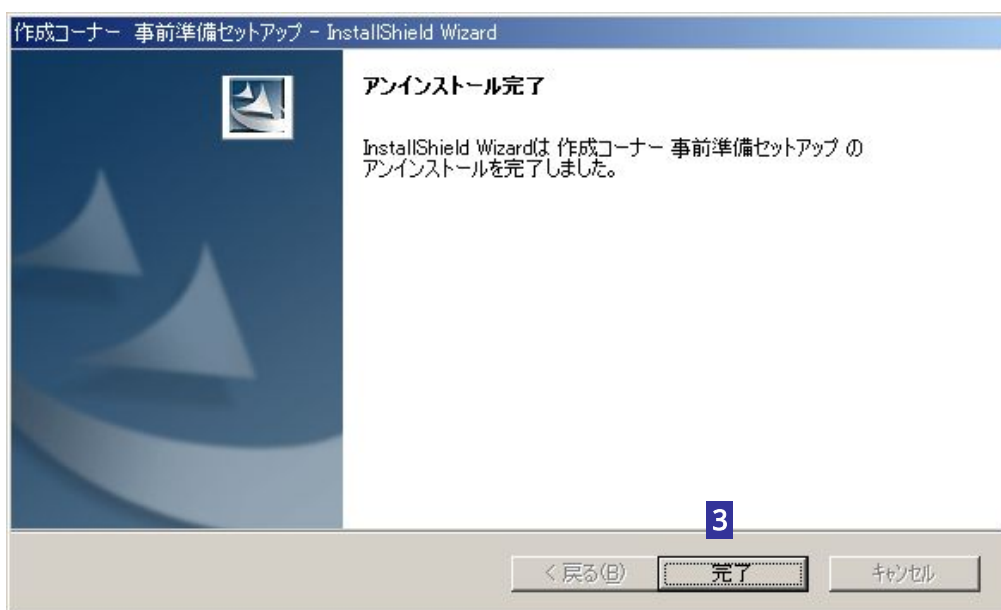 作成コーナー 事前準備セットアップ - InstallShield Wizard
アンインストール完了
InstallShield Wizardは 作成コーナー 事前準備セットアップ の
アンインストールを完了しました。
3
< 戻る(B)
完了
キャンセル